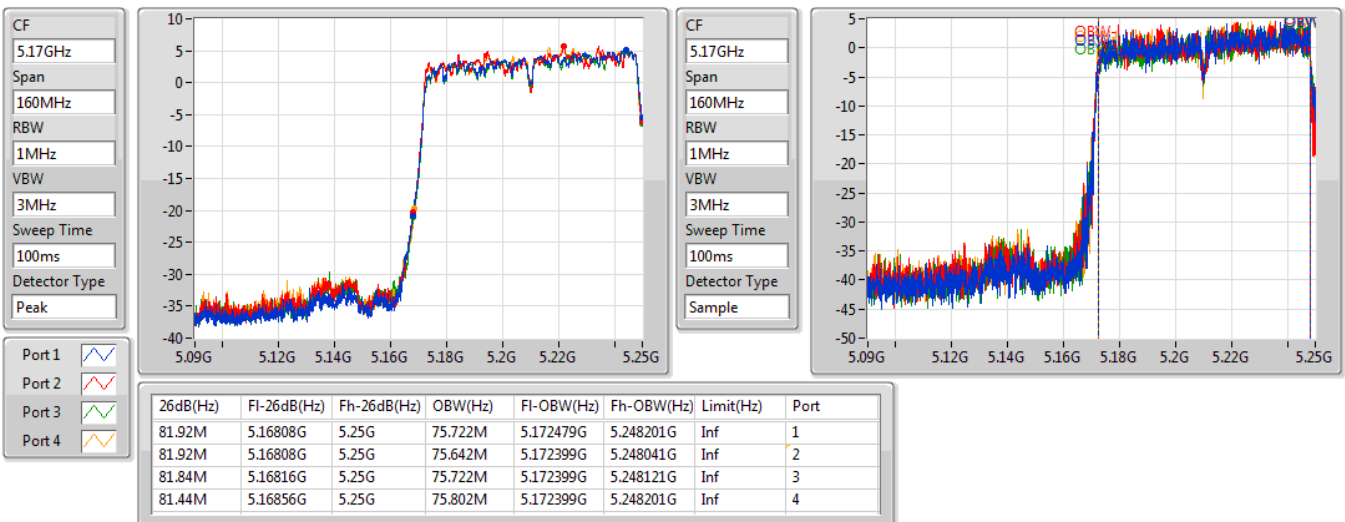 CF
5.17GHz
Span
160MHz
RBW
1MHz
VBW
3MHz
Sweep Time
100ms
Detector Type
Peak
10
5
0
-5
-10
-15
-20
-25
-30
-35
-40
5.09G 5.12G 5.14G 5.16G 5.18G 5.2G 5.22G 5.25G
CF
5.17GHz
Span
160MHz
RBW
1MHz
VBW
3MHz
Sweep Time
100ms
Detector Type
Sample
5
0
-5
-10
-15
-20
-25
-30
-35
-40
-45
-50
5.09G 5.12G 5.14G 5.16G 5.18G 5.2G 5.22G 5.25G
Port 1
Port 2
Port 3
Port 4
26dB(Hz) Fl-26dB(Hz) Fh-26dB(Hz) OBW(Hz) Fl-OBW(Hz) Fh-OBW(Hz) Limit(Hz) Port
81.92M 5.16808G 5.25G 75.722M 5.172479G 5.248201G Inf 1
81.92M 5.16808G 5.25G 75.642M 5.172399G 5.248041G Inf 2
81.84M 5.16816G 5.25G 75.722M 5.172399G 5.248121G Inf 3
81.44M 5.16856G 5.25G 75.802M 5.172399G 5.248201G Inf 4